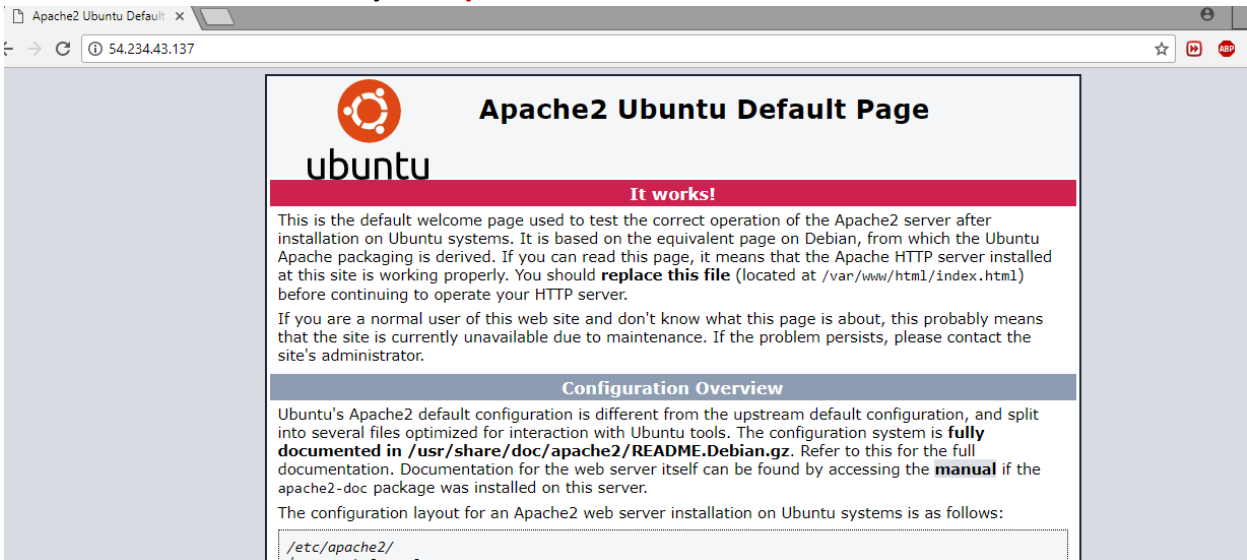 Apache2 Ubuntu Default
54.234.43.137
ABP
ubuntu
Apache2 Ubuntu Default Page
It works!
This is the default welcome page used to test the correct operation of the Apache2 server after
installation on Ubuntu systems. It is based on the equivalent page on Debian, from which the Ubuntu
Apache packaging is derived. If you can read this page, it means that the Apache HTTP server installed
at this site is working properly. You should replace this file (located at /var/www/html/index.html)
before continuing to operate your HTTP server.
If you are a normal user of this web site and don't know what this page is about, this probably means
that the site is currently unavailable due to maintenance. If the problem persists, please contact the
site's administrator.
Configuration Overview
Ubuntu's Apache2 default configuration is different from the upstream default configuration, and split
into several files optimized for interaction with Ubuntu tools. The configuration system is fully
documented in /usr/share/doc/apache2/README.Debian.gz. Refer to this for the full
documentation. Documentation for the web server itself can be found by accessing the manual if the
apache2-doc package was installed on this server.
The configuration layout for an Apache2 web server installation on Ubuntu systems is as follows:
/etc/apache2/